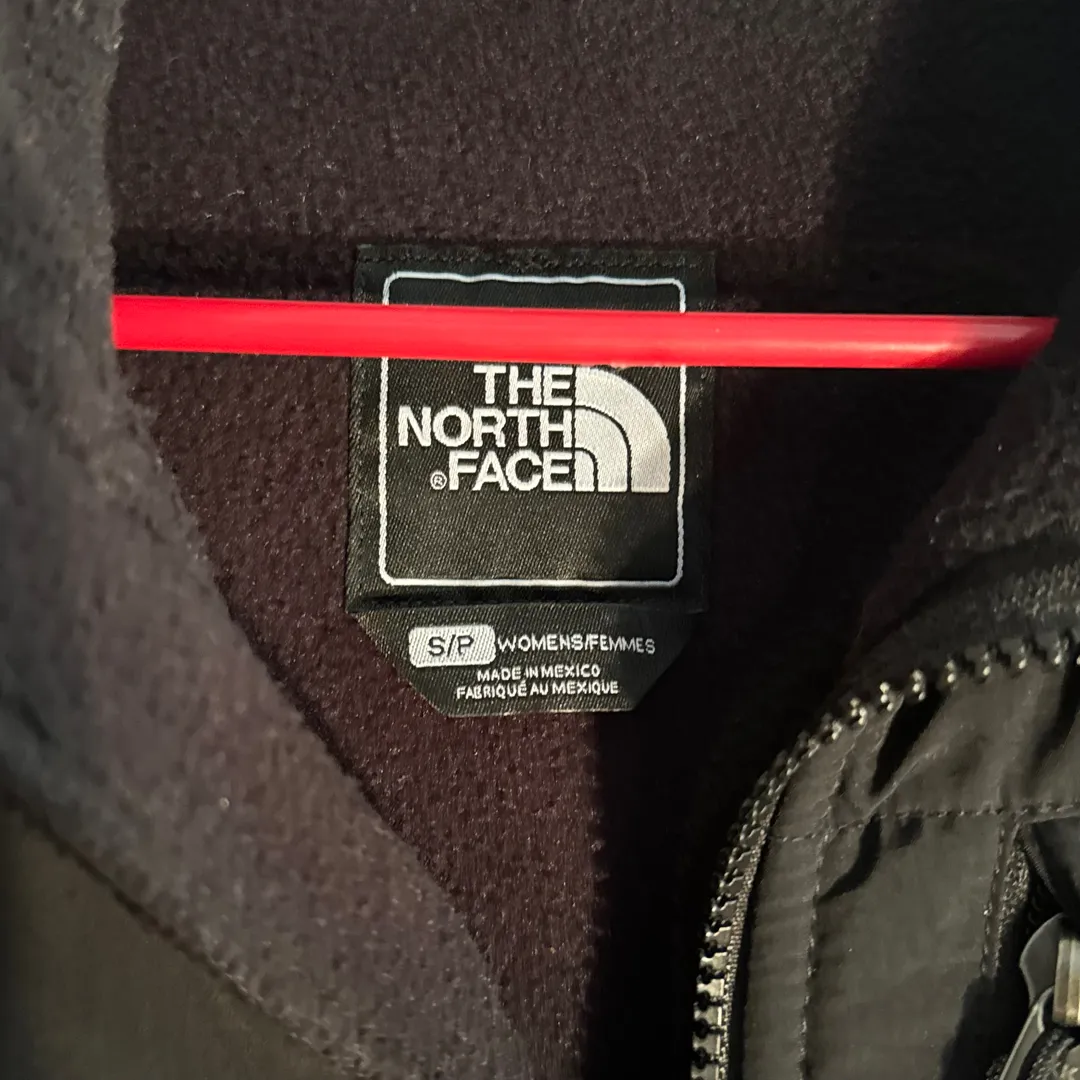 THE
NORTH
®FACE
S/P WOMENS/FEMMES
MADE IN MEXICO
FABRIQUÉ AU MEXIQUE